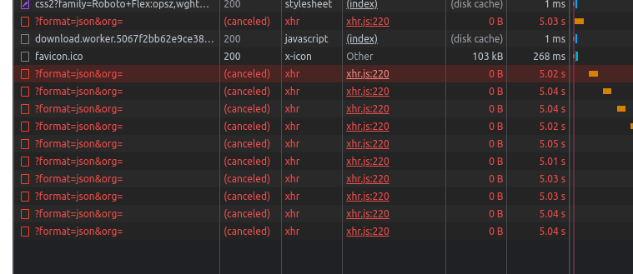 css2?family=Roboto+Flex:opsz,wght... 200 stylesheet (index) (disk cache) 1 ms
?format=json&org= (canceled) xhr xhr.js:220 0 B 5.03 s
download.worker.5067f2bb62e9ce38... 200 javascript (index) (disk cache) 1 ms
favicon.ico 200 x-icon Other 103 kB 268 ms
?format=json&org= (canceled) xhr xhr.js:220 0 B 5.02 s
?format=json&org= (canceled) xhr xhr.js:220 0 B 5.04 s
?format=json&org= (canceled) xhr xhr.js:220 0 B 5.04 s
?format=json&org= (canceled) xhr xhr.js:220 0 B 5.02 s
?format=json&org= (canceled) xhr xhr.js:220 0 B 5.05 s
?format=json&org= (canceled) xhr xhr.js:220 0 B 5.01 s
?format=json&org= (canceled) xhr xhr.js:220 0 B 5.03 s
?format=json&org= (canceled) xhr xhr.js:220 0 B 5.03 s
?format=json&org= (canceled) xhr xhr.js:220 0 B 5.04 s
?format=json&org= (canceled) xhr xhr.js:220 0 B 5.04 s